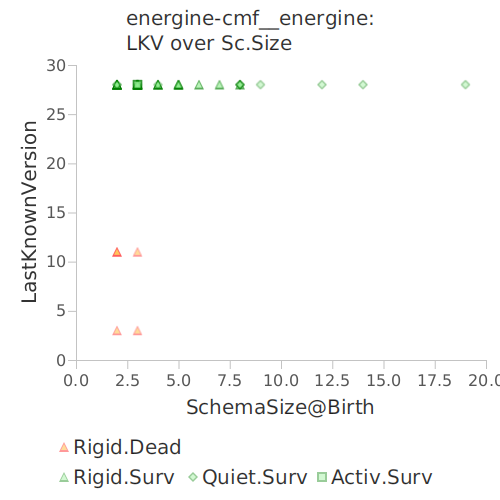 energine-cmf__energine:
LKV over Sc.Size
30
25
20
15
10
5
0
LastKnownVersion
0.0 2.5 5.0 7.5 10.0 12.5 15.0 17.5 20.0
SchemaSize@Birth
Rigid.Dead
Rigid.Surv Quiet.Surv Activ.Surv